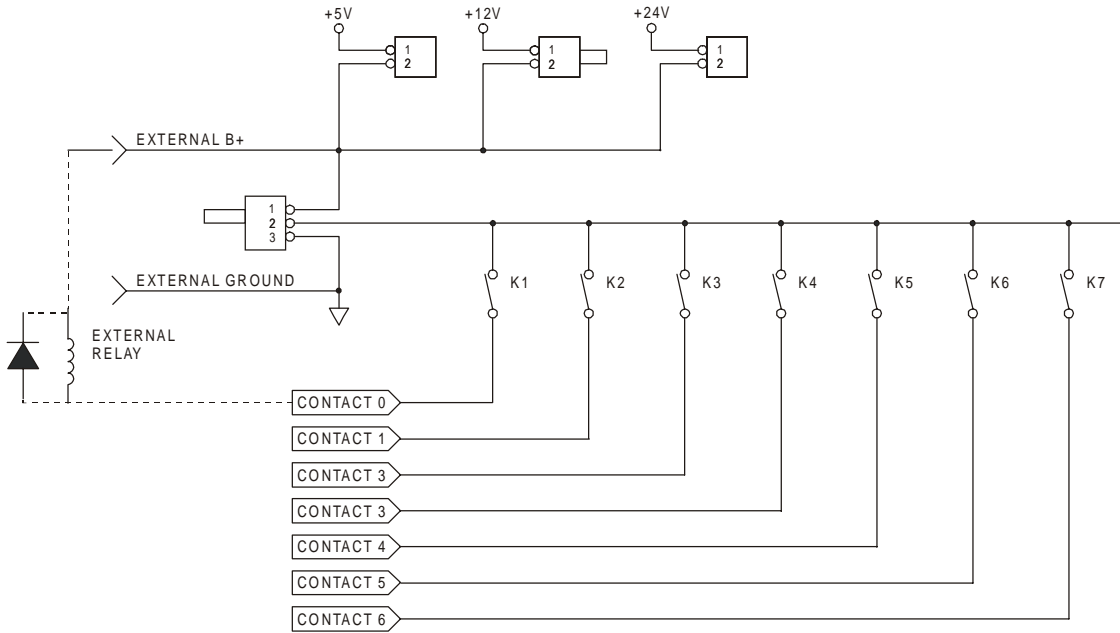 +5V
+12V
+24V
1
2
1
2
1
2
EXTERNAL B+
1
2
3
EXTERNAL GROUND
K1
K2
K3
K4
K5
K6
K7
EXTERNAL
RELAY
CONTACT 0
CONTACT 1
CONTACT 3
CONTACT 3
CONTACT 4
CONTACT 5
CONTACT 6